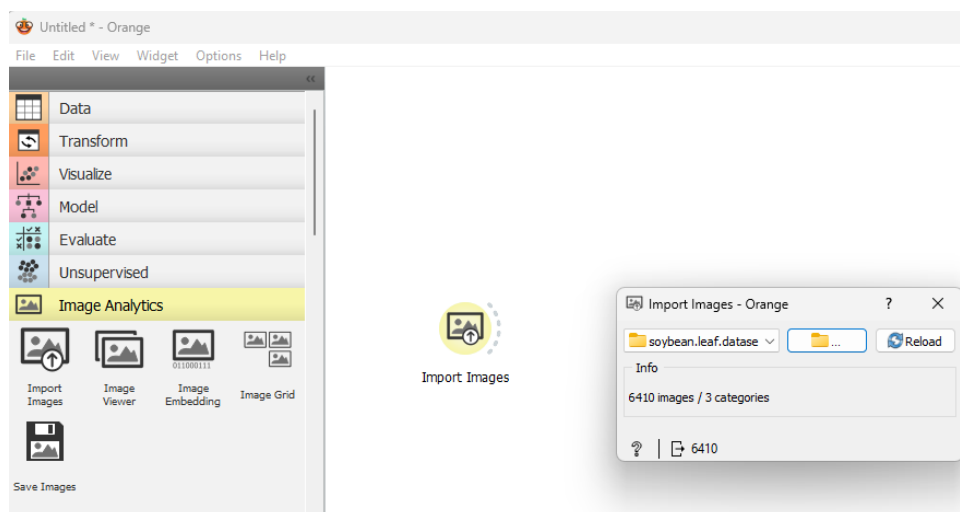 Untitled * - Orange
File Edit View Widget Options Help
Data
Transform
Visualize
Model
Evaluate
Unsupervised
Image Analytics
Import Images
Image Viewer
011000111
Image Embedding
Image Grid
Save Images
Import Images
Import Images - Orange
soybean.leaf.datase
...
Reload
Info
6410 images / 3 categories
6410